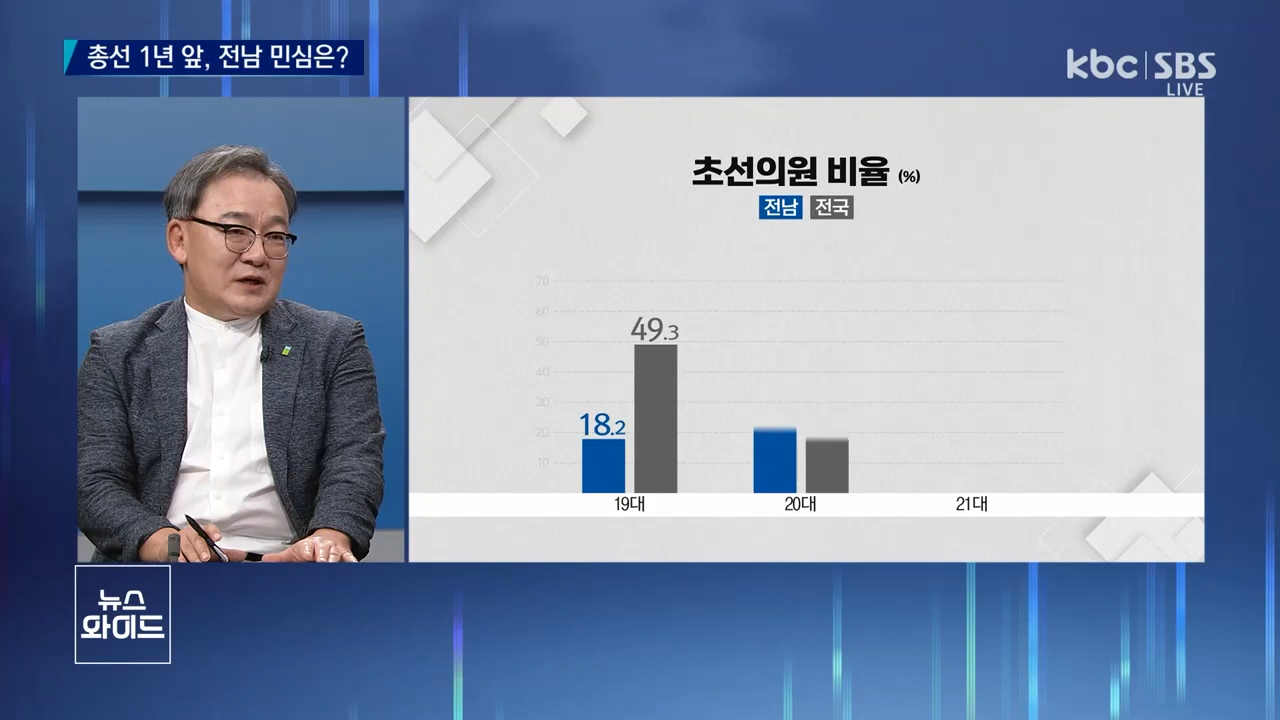 총선 1년 앞, 전남 민심은?
kbc SBS
LIVE
초선의원 비율 (%)
전남 전국
70
60
50
40
30
20
10
49.3
18.2
19대 20대 21대
뉴스
와이드